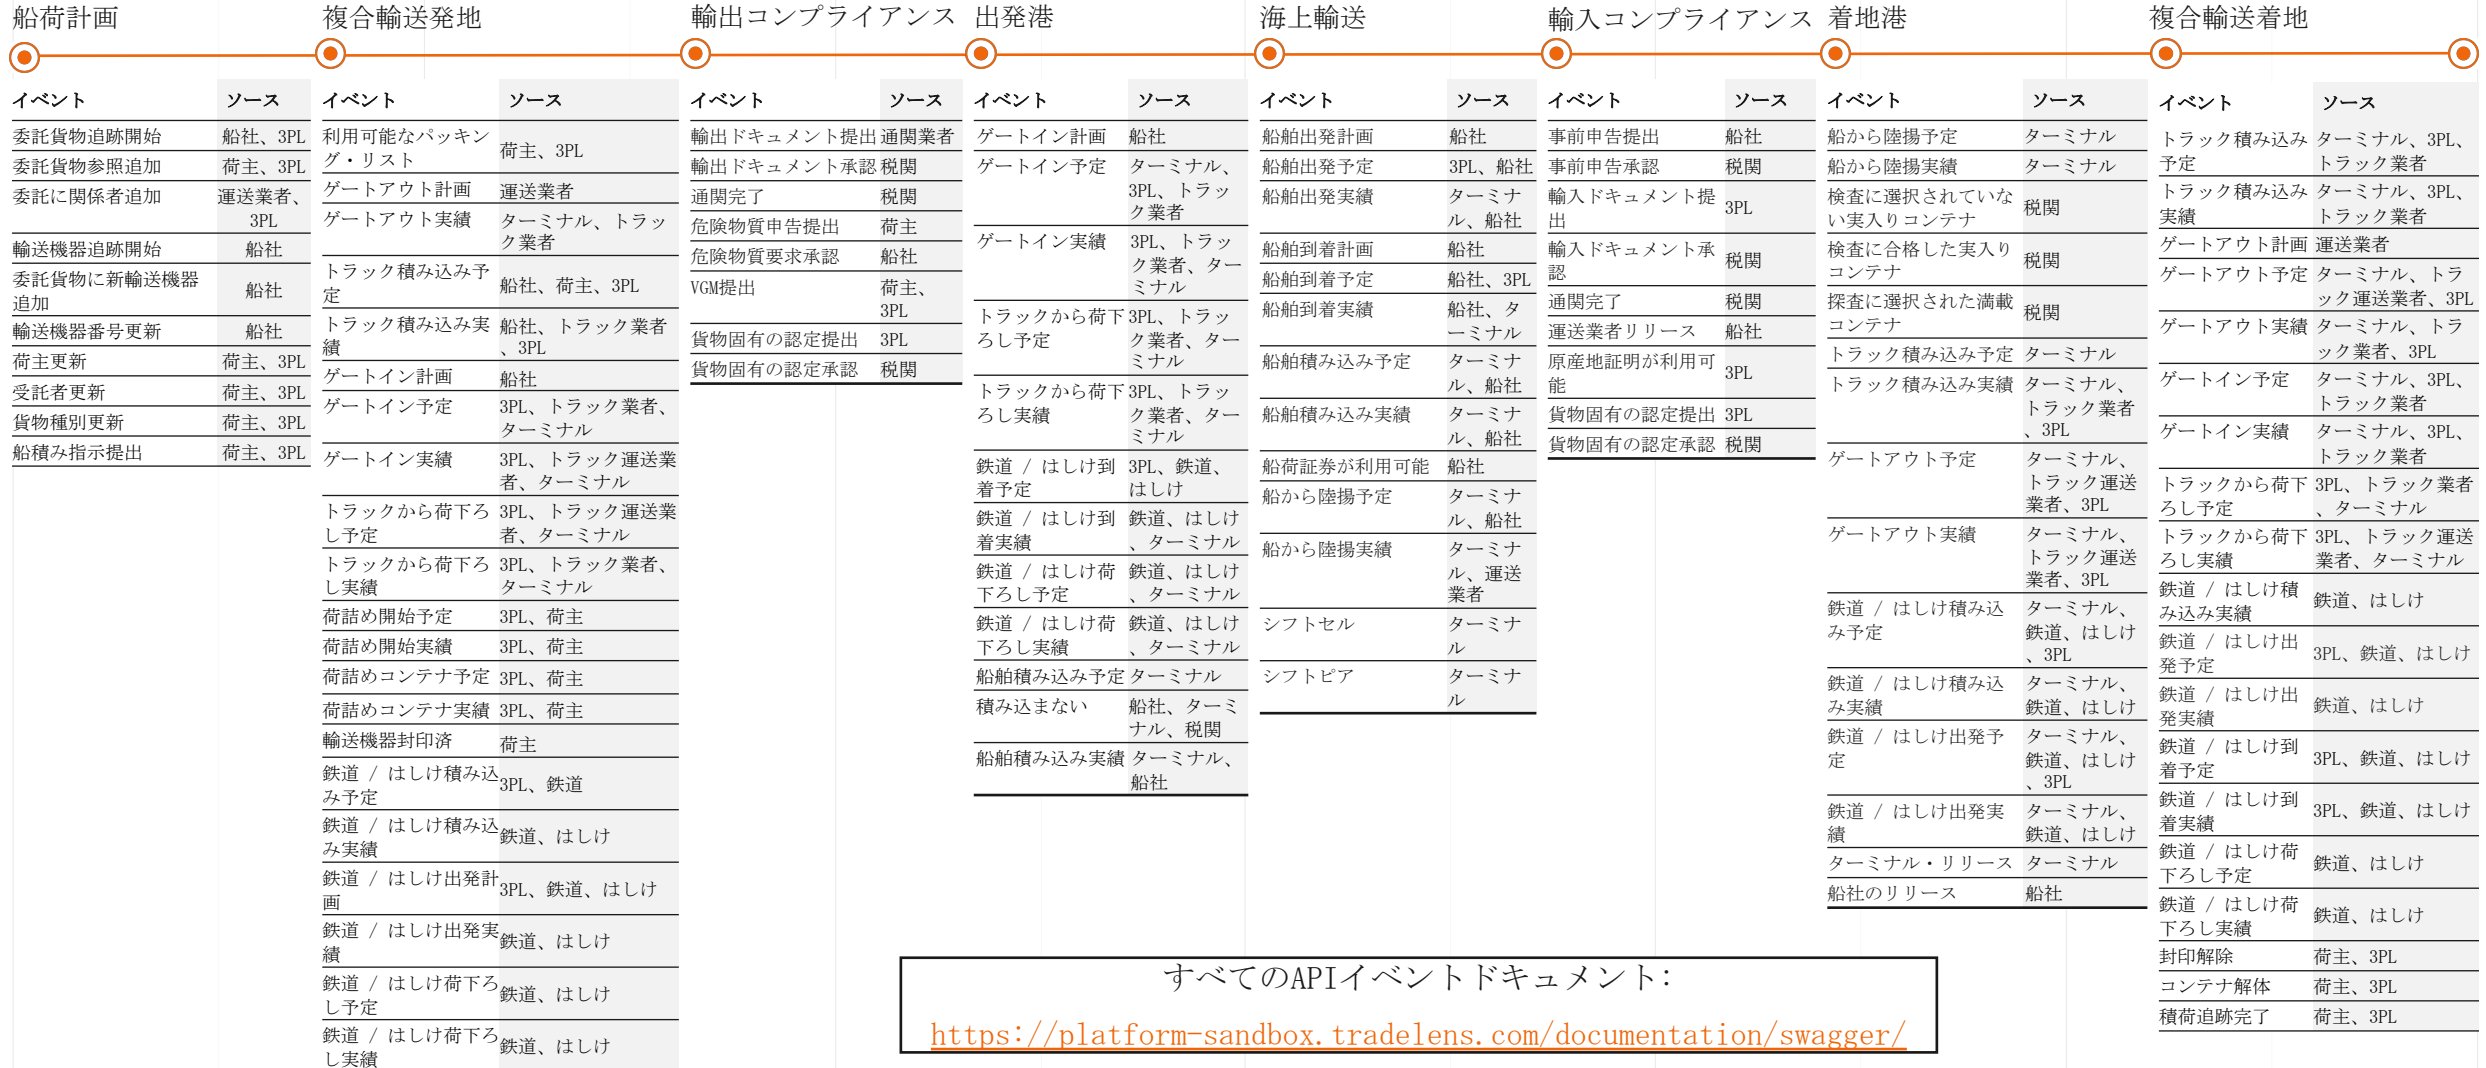 船荷計画
委託貨物追跡開始を含む表
イベント ソース
委託貨物追跡開始 船社、3PL
委託貨物参照追加 荷主、3PL
委託に関係者追加 運送業者、
3PL
輸送機器追跡開始 船社
委託貨物に新輸送機器
追加 船社
輸送機器番号更新 船社
荷主更新 荷主、3PL
受託者更新 荷主、3PL
貨物種別更新 荷主、3PL
船積み指示提出 荷主、3PL
複合輸送発地
イベント ソース
利用可能なパッキン
グ・リスト 荷主、3PL
ゲートアウト計画 運送業者
ゲートアウト実績 ターミナル、トラッ
ク業者
トラック積み込み予
定 船社、荷主、3PL
トラック積み込み実 船社、トラック業者
績 、3PL
ゲートイン計画 船社
ゲートイン予定 3PL、トラック業者、
ターミナル
ゲートイン実績 3PL、トラック運送業
者、ターミナル
トラックから荷下ろ 3PL、トラック運送業
し予定 者、ターミナル
トラックから荷下ろ 3PL、トラック業者、
し実績 ターミナル
荷詰め開始予定 3PL、荷主
荷詰め開始実績 3PL、荷主
荷詰めコンテナ予定 3PL、荷主
荷詰めコンテナ実績 3PL、荷主
輸送機器封印済 荷主
鉄道 / はしけ積み込
み予定 3PL、鉄道
鉄道 / はしけ積み込
み実績 鉄道、はしけ
鉄道 / はしけ出発計
画 3PL、鉄道、はしけ
鉄道 / はしけ出発実
績 鉄道、はしけ
鉄道 / はしけ荷下ろ
し予定 鉄道、はしけ
鉄道 / はしけ荷下ろ
し実績 鉄道、はしけ
輸出コンプライアンス
イベント ソース
輸出ドキュメント提出 通関業者
輸出ドキュメント承認 税関
通関完了 税関
危険物質申告提出 荷主
危険物質要求承認 船社
VGM提出 荷主、
3PL
貨物固有の認定提出 3PL
貨物固有の認定承認 税関
出発港
イベント ソース
ゲートイン計画 船社
ゲートイン予定 ターミナル、
3PL、トラッ
ク業者
ゲートイン実績 3PL、トラッ
ク業者、ター
ミナル
トラックから荷下 3PL、トラッ
ろし予定 ク業者、ター
ミナル
トラックから荷下 3PL、トラッ
ろし実績 ク業者、ター
ミナル
鉄道 / はしけ到 3PL、鉄道、
着予定 はしけ
鉄道 / はしけ到 鉄道、はしけ
着実績 、ターミナル
鉄道 / はしけ荷 鉄道、はしけ
下ろし予定 、ターミナル
鉄道 / はしけ荷 鉄道、はしけ
下ろし実績 、ターミナル
船舶積み込み予定 ターミナル
積み込まない 船社、ターミ
ナル、税関
船舶積み込み実績 ターミナル、
船社
海上輸送
イベント ソース
船舶出発計画 船社
船舶出発予定 3PL、船社
船舶出発実績 ターミナ
ル、船社
船舶到着計画 船社
船舶到着予定 船社、3PL
船舶到着実績 船社、タ
ーミナル
船舶積み込み予定 ターミナ
ル、船社
船舶積み込み実績 ターミナ
ル、船社
船荷証券が利用可能 船社
船から陸揚予定 ターミナ
ル、船社
船から陸揚実績 ターミナ
ル、運送
業者
シフトセル ターミナ
ル
シフトピア ターミナ
ル
輸入コンプライアンス
イベント ソース
事前申告提出 船社
事前申告承認 税関
輸入ドキュメント提
出 3PL
輸入ドキュメント承
認 税関
通関完了 税関
運送業者リリース 船社
原産地証明が利用可
能 3PL
貨物固有の認定提出 3PL
貨物固有の認定承認 税関
着地港
イベント ソース
船から陸揚予定 ターミナル
船から陸揚実績 ターミナル
検査に選択されていな
い実入りコンテナ 税関
検査に合格した実入り
コンテナ 税関
探査に選択された満載
コンテナ 税関
トラック積み込み予定 ターミナル
トラック積み込み実績 ターミナル、
トラック業者
、3PL
ゲートアウト予定 ターミナル、
トラック運送
業者、3PL
ゲートアウト実績 ターミナル、
トラック運送
業者、3PL
鉄道 / はしけ積み込 ターミナル、
み予定 鉄道、はしけ
、3PL
鉄道 / はしけ積み込 ターミナル、
み実績 鉄道、はしけ
鉄道 / はしけ出発予 ターミナル、
定 鉄道、はしけ
、3PL
鉄道 / はしけ出発実 ターミナル、
績 鉄道、はしけ
ターミナル・リリース ターミナル
船社のリリース 船社
複合輸送着地
イベント ソース
トラック積み込み ターミナル、3PL、
予定 トラック業者
トラック積み込み ターミナル、3PL、
実績 トラック業者
ゲートアウト計画 運送業者
ゲートアウト予定 ターミナル、トラ
ック運送業者、3PL
ゲートアウト実績 ターミナル、トラ
ック業者、3PL
ゲートイン予定 ターミナル、3PL、
トラック業者
ゲートイン実績 ターミナル、3PL、
トラック業者
トラックから荷下 3PL、トラック業者
ろし予定 、ターミナル
トラックから荷下 3PL、トラック運送
ろし実績 業者、ターミナル
鉄道 / はしけ積
み込み実績 鉄道、はしけ
鉄道 / はしけ出
発予定 3PL、鉄道、はしけ
鉄道 / はしけ出
発実績 鉄道、はしけ
鉄道 / はしけ到
着予定 3PL、鉄道、はしけ
鉄道 / はしけ到
着実績 3PL、鉄道、はしけ
鉄道 / はしけ荷
下ろし予定 鉄道、はしけ
鉄道 / はしけ荷
下ろし実績 鉄道、はしけ
封印解除 荷主、3PL
コンテナ解体 荷主、3PL
積荷追跡完了 荷主、3PL
すべてのAPIイベントドキュメント:
https://platform-sandbox.tradelens.com/documentation/swagger/